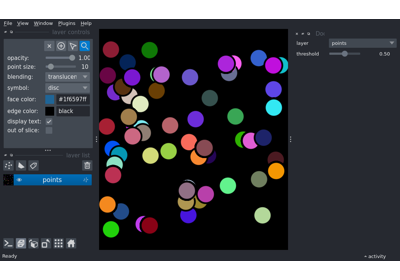 File View Plugins Window Help
layer controls
opacity: 1.00
point size: 10
blending: translucen
symbol: disc
face color: #1f6597ff
edge color: black
display text:
out of slice:
layer list
points
Ready
Do
layer points
threshold 0.50
activity